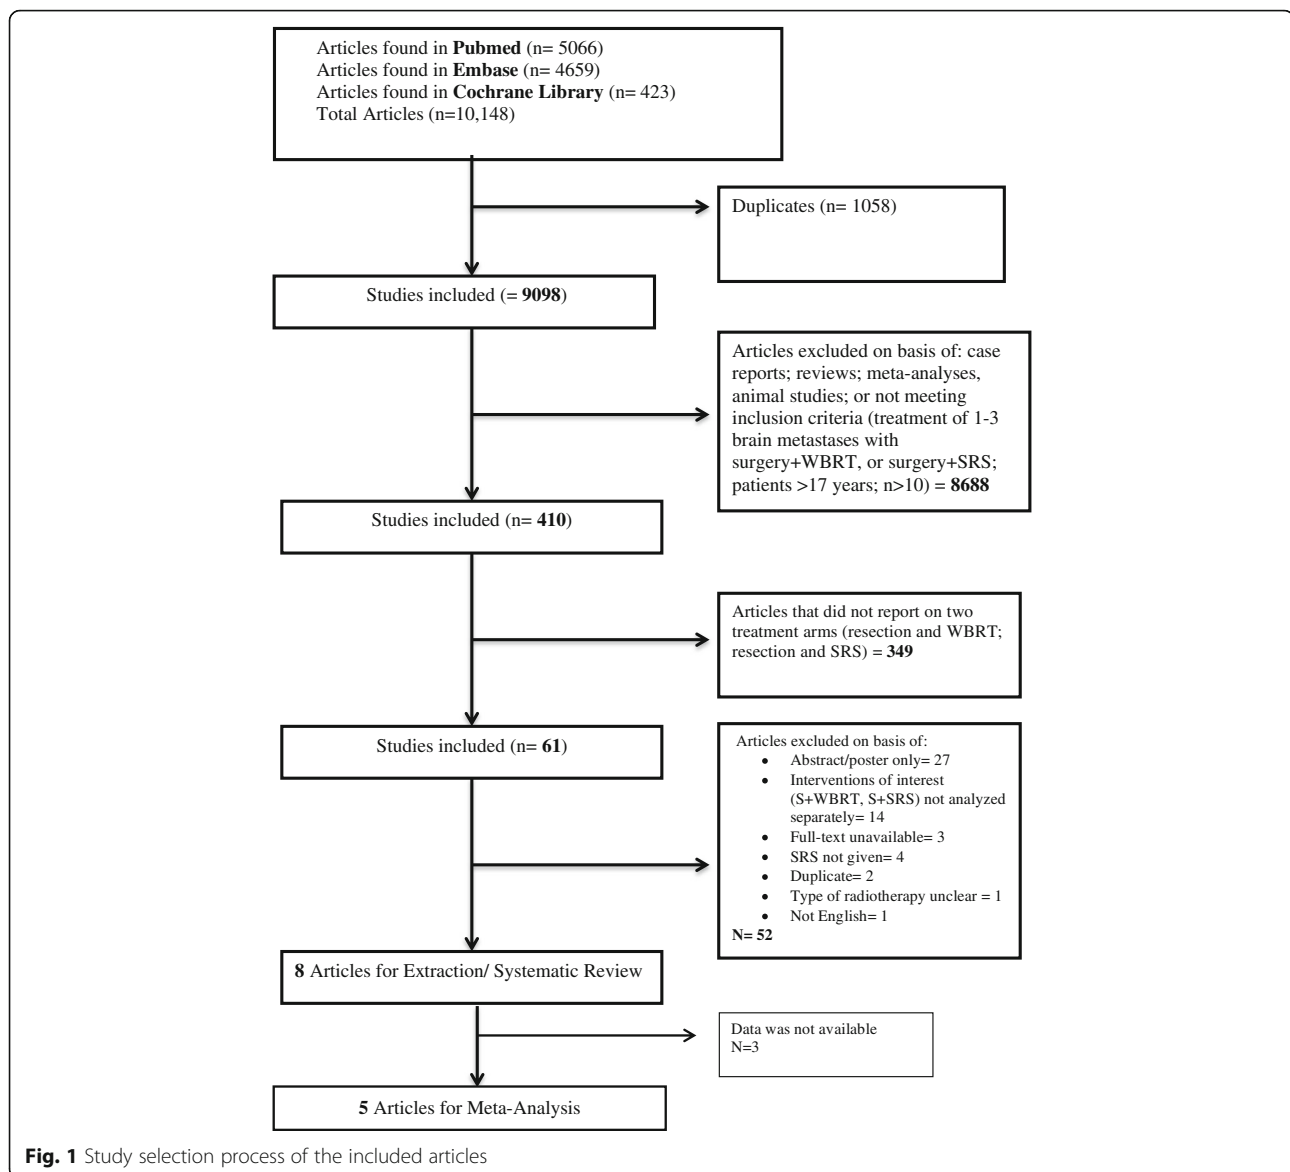 Articles found in Pubmed (n= 5066)
Articles found in Embase (n= 4659)
Articles found in Cochrane Library (n= 423)
Total Articles (n=10,148)
Duplicates (n= 1058)
Studies included (= 9098)
Articles excluded on basis of: case
reports; reviews; meta-analyses,
animal studies; or not meeting
inclusion criteria (treatment of 1-3
brain metastases with
surgery+WBRT, or surgery+SRS;
patients >17 years; n>10) = 8688
Studies included (n= 410)
Articles that did not report on two
treatment arms (resection and WBRT;
resection and SRS) = 349
Studies included (n= 61)
Articles excluded on basis of:
• Abstract/poster only= 27
• Interventions of interest
(S+WBRT, S+SRS) not analyzed
separately= 14
• Full-text unavailable= 3
• SRS not given= 4
• Duplicate= 2
• Type of radiotherapy unclear = 1
• Not English= 1
N= 52
8 Articles for Extraction/ Systematic Review
Data was not available
N=3
5 Articles for Meta-Analysis
Fig. 1 Study selection process of the included articles